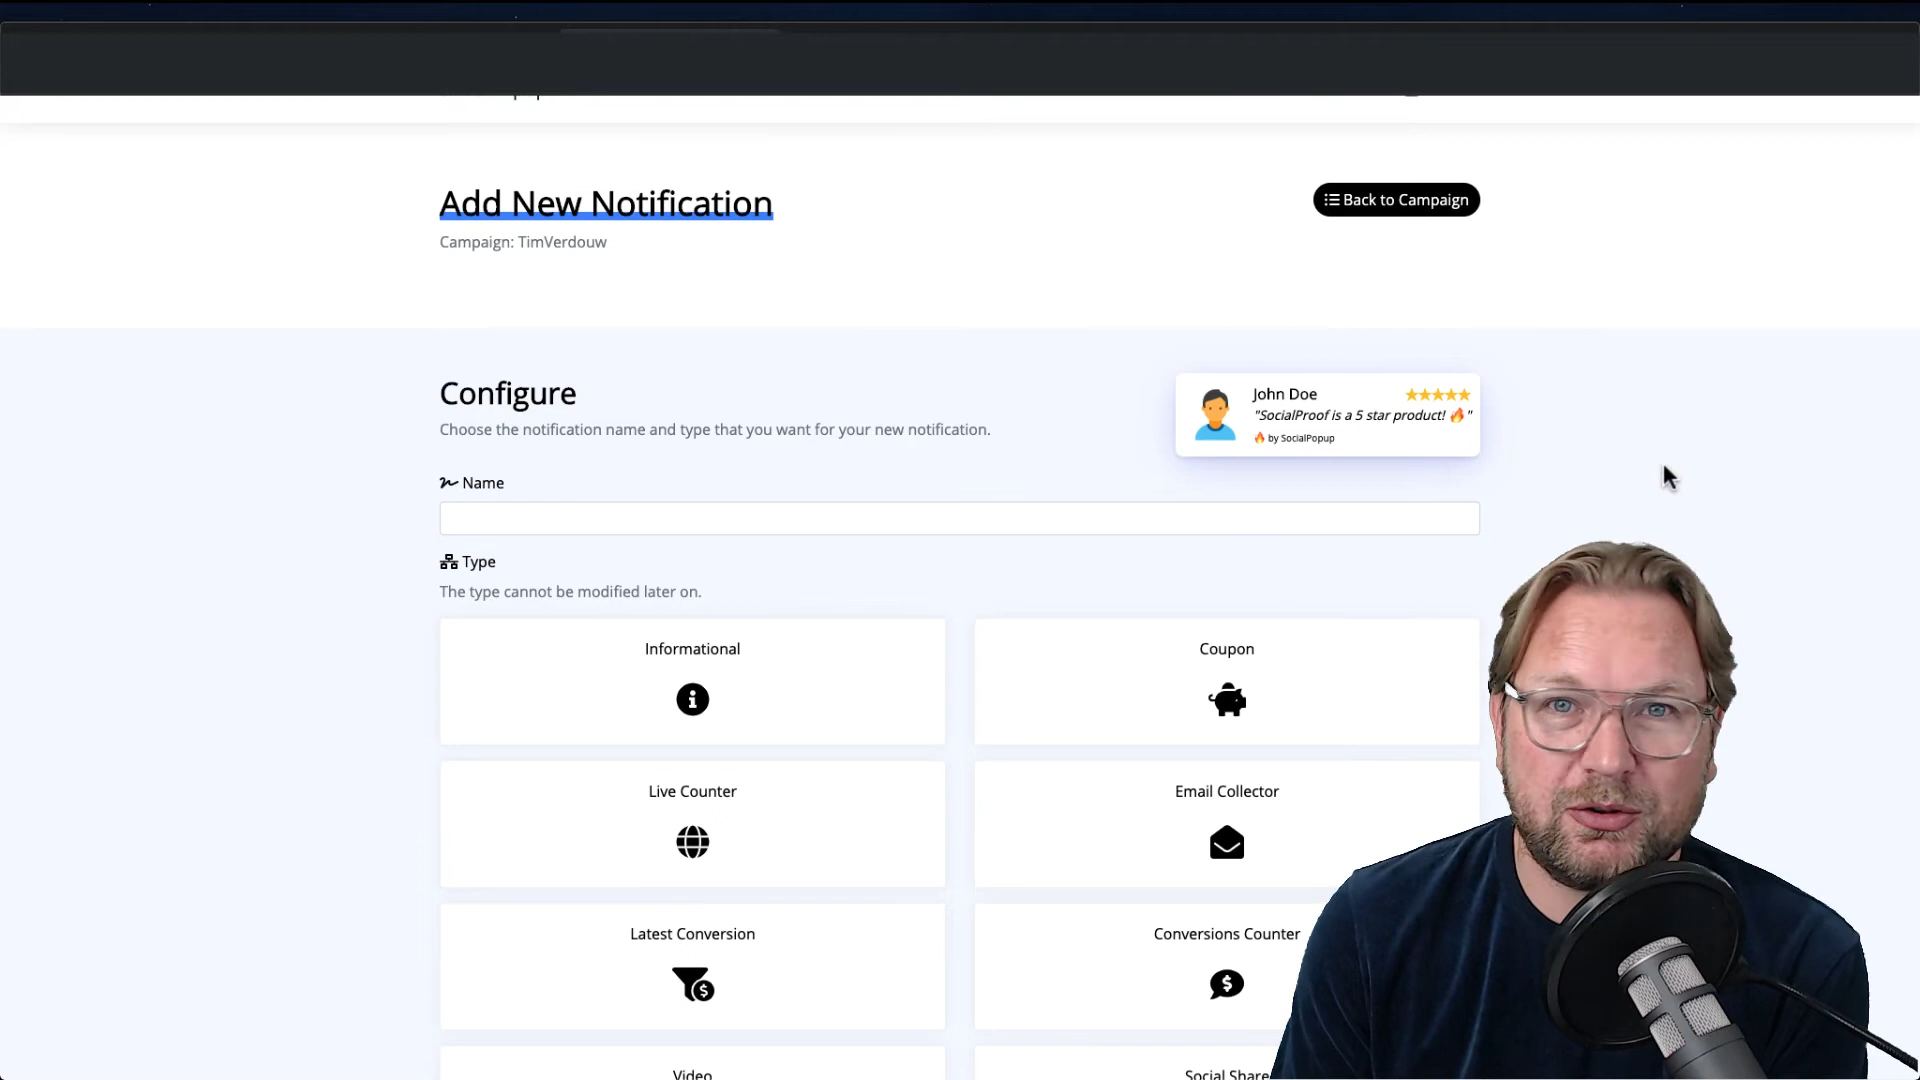 Add New Notification
Back to Campaign
Campaign: TimVerdouw
Configure
Choose the notification name and type that you want for your new notification.
John Doe
"SocialProof is a 5 star product! 🔥"
🔥 by SocialPopup
Name
Type
The type cannot be modified later on.
Informational
Coupon
Live Counter
Email Collector
Latest Conversion
Conversions Counter
Video
Social Share